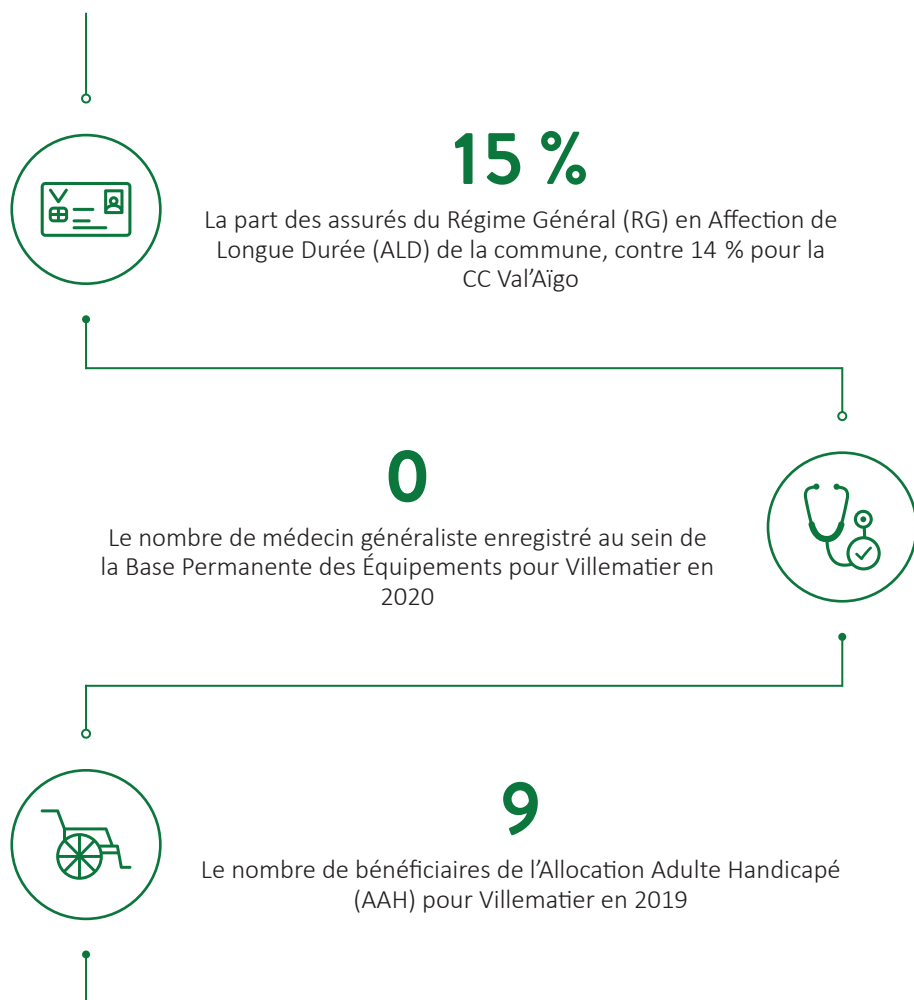 15 %
La part des assurés du Régime Général (RG) en Affection de
Longue Durée (ALD) de la commune, contre 14 % pour la
CC Val’Aïgo
0
Le nombre de médecin généraliste enregistré au sein de
la Base Permanente des Équipements pour Villematier en
2020
9
Le nombre de bénéficiaires de l’Allocation Adulte Handicapé
(AAH) pour Villematier en 2019